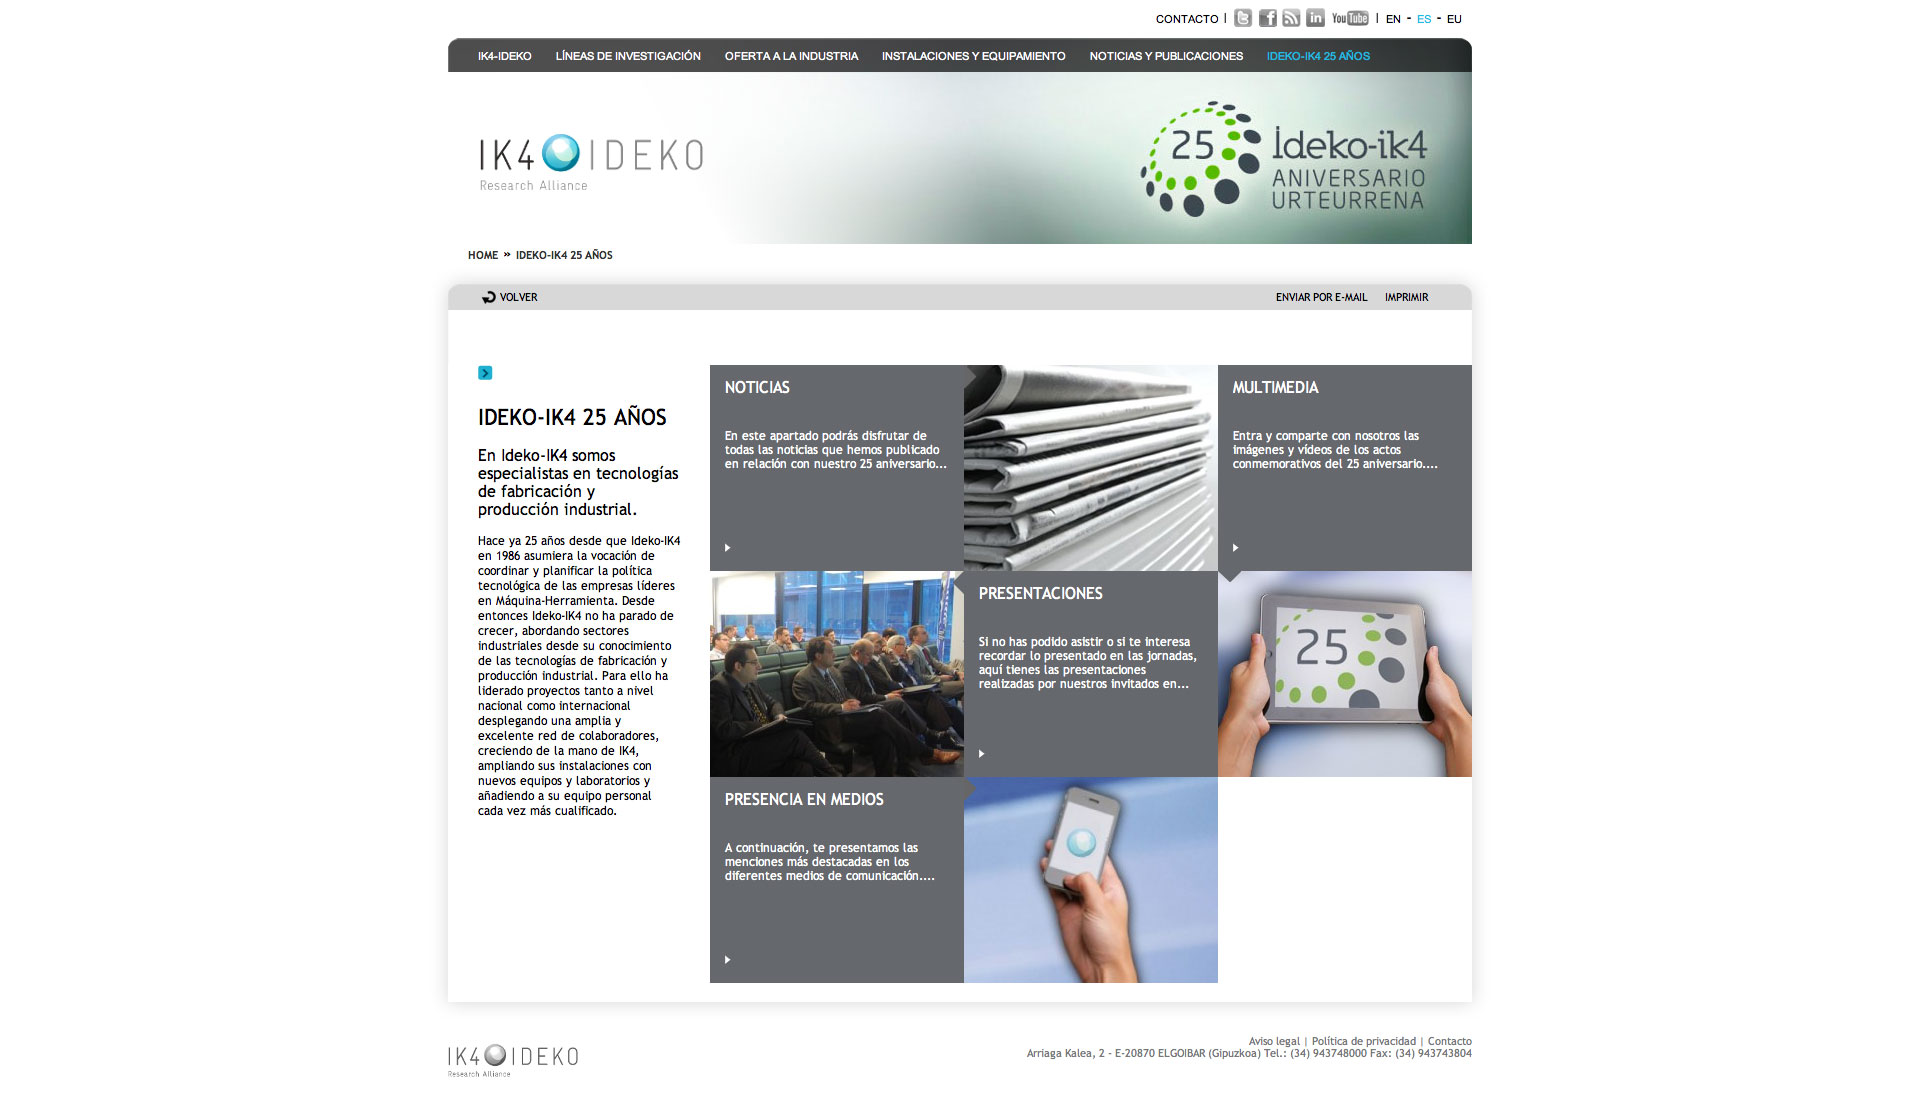 CONTACTO | You Tube | EN - ES - EU
IK4-IDEKO LÍNEAS DE INVESTIGACIÓN OFERTA A LA INDUSTRIA INSTALACIONES Y EQUIPAMIENTO NOTICIAS Y PUBLICACIONES IDEKO-IK4 25 AÑOS
IK4 IDEKO
Research Alliance
25 Ideko-ik4
ANIVERSARIO
URTEURRENA
HOME » IDEKO-IK4 25 AÑOS
VOLVER ENVIAR POR E-MAIL IMPRIMIR
IDEKO-IK4 25 AÑOS
En Ideko-IK4 somos
especialistas en tecnologías
de fabricación y
producción industrial.
Hace ya 25 años desde que Ideko-IK4
en 1986 asumiera la vocación de
coordinar y planificar la política
tecnológica de las empresas líderes
en Máquina-Herramienta. Desde
entonces Ideko-IK4 no ha parado de
crecer, abordando sectores
industriales desde su conocimiento
de las tecnologías de fabricación y
producción industrial. Para ello ha
liderado proyectos tanto a nivel
nacional como internacional
desplegando una amplia y
excelente red de colaboradores,
creciendo de la mano de IK4,
ampliando sus instalaciones con
nuevos equipos y laboratorios y
añadiendo a su equipo personal
cada vez más cualificado.
NOTICIAS
En este apartado podrás disfrutar de
todas las noticias que hemos publicado
en relación con nuestro 25 aniversario...
MULTIMEDIA
Entra y comparte con nosotros las
imágenes y vídeos de los actos
conmemorativos del 25 aniversario....
PRESENTACIONES
Si no has podido asistir o si te interesa
recordar lo presentado en las jornadas,
aquí tienes las presentaciones
realizadas por nuestros invitados en...
25
PRESENCIA EN MEDIOS
A continuación, te presentamos las
menciones más destacadas en los
diferentes medios de comunicación....
IK4 IDEKO
Research Alliance
Aviso legal | Política de privacidad | Contacto
Arriaga Kalea, 2 - E-20870 ELGOIBAR (Gipuzkoa) Tel.: (34) 943748000 Fax: (34) 943743804